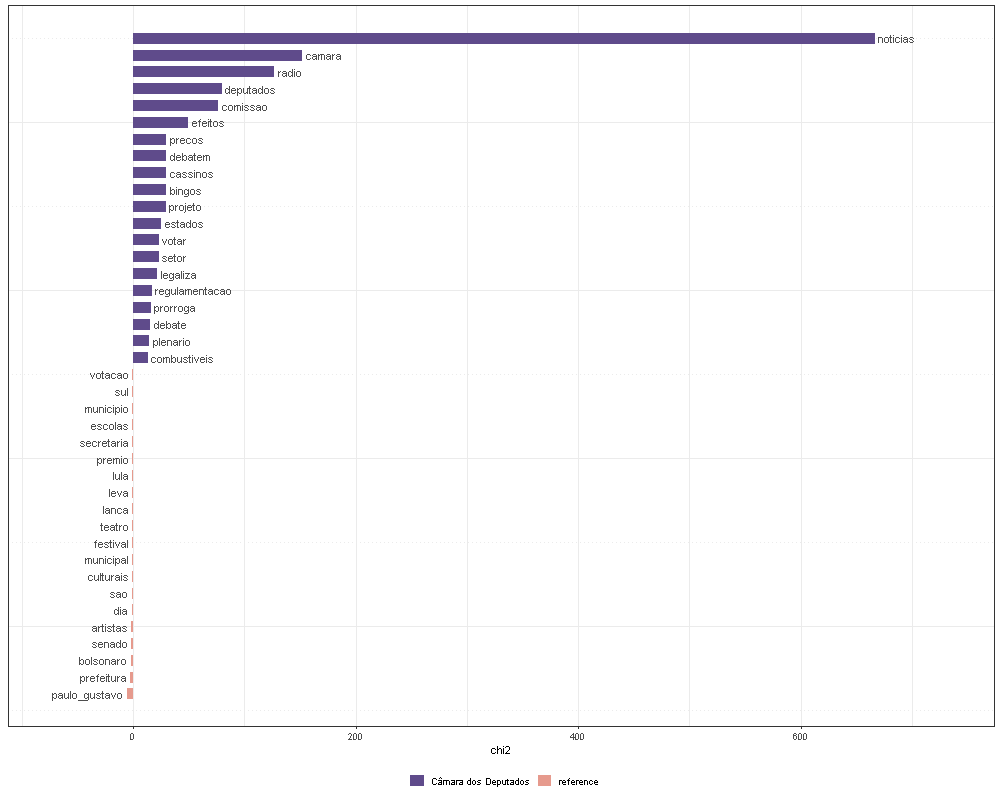 noticias
camara
radio
deputados
comissao
efeitos
precos
debatem
cassinos
bingos
projeto
estados
votar
setor
legaliza
regulamentacao
prorroga
debate
plenario
combustiveis
votacao
sul
municipio
escolas
secretaria
premio
lula
leva
lanca
teatro
festival
municipal
culturais
sao
dia
artistas
senado
bolsonaro
prefeitura
paulo_gustavo
0 200 400 600
chi2
Câmara dos Deputados reference